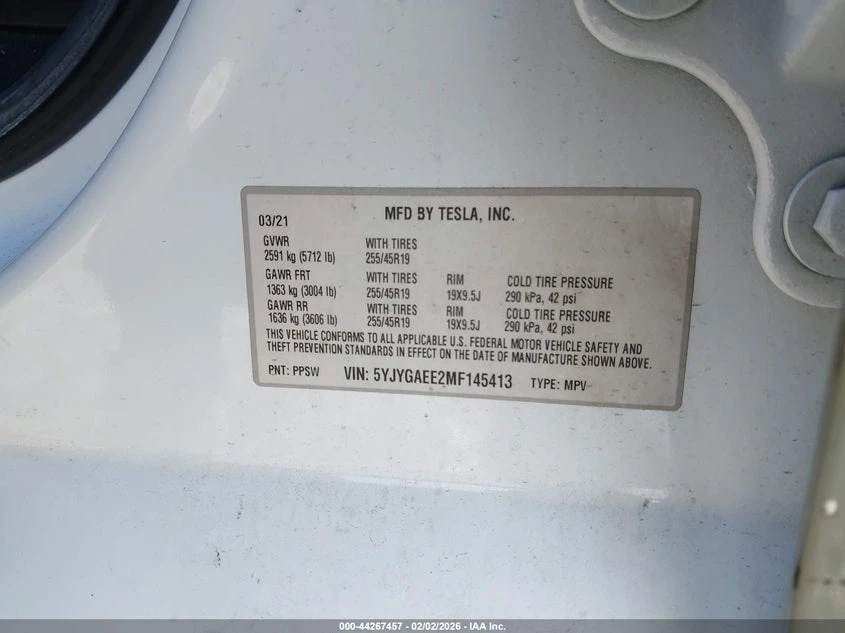 03/21 MFD BY TESLA, INC.
GVWR WITH TIRES
2591 kg (5712 lb) 255/45R19
GAWR FRT WITH TIRES RIM COLD TIRE PRESSURE
1363 kg (3004 lb) 255/45R19 19X9.5J 290 kPa, 42 psi
GAWR RR WITH TIRES RIM COLD TIRE PRESSURE
1636 kg (3606 lb) 255/45R19 19X9.5J 290 kPa, 42 psi
THIS VEHICLE CONFORMS TO ALL APPLICABLE U.S. FEDERAL MOTOR VEHICLE SAFETY AND
THEFT PREVENTION STANDARDS IN EFFECT ON THE DATE OF MANUFACTURE SHOWN ABOVE.
PNT: PPSW VIN: 5YJYGAEE2MF145413 TYPE: MPV
000-44267457 - 02/02/2026 - IAA Inc.